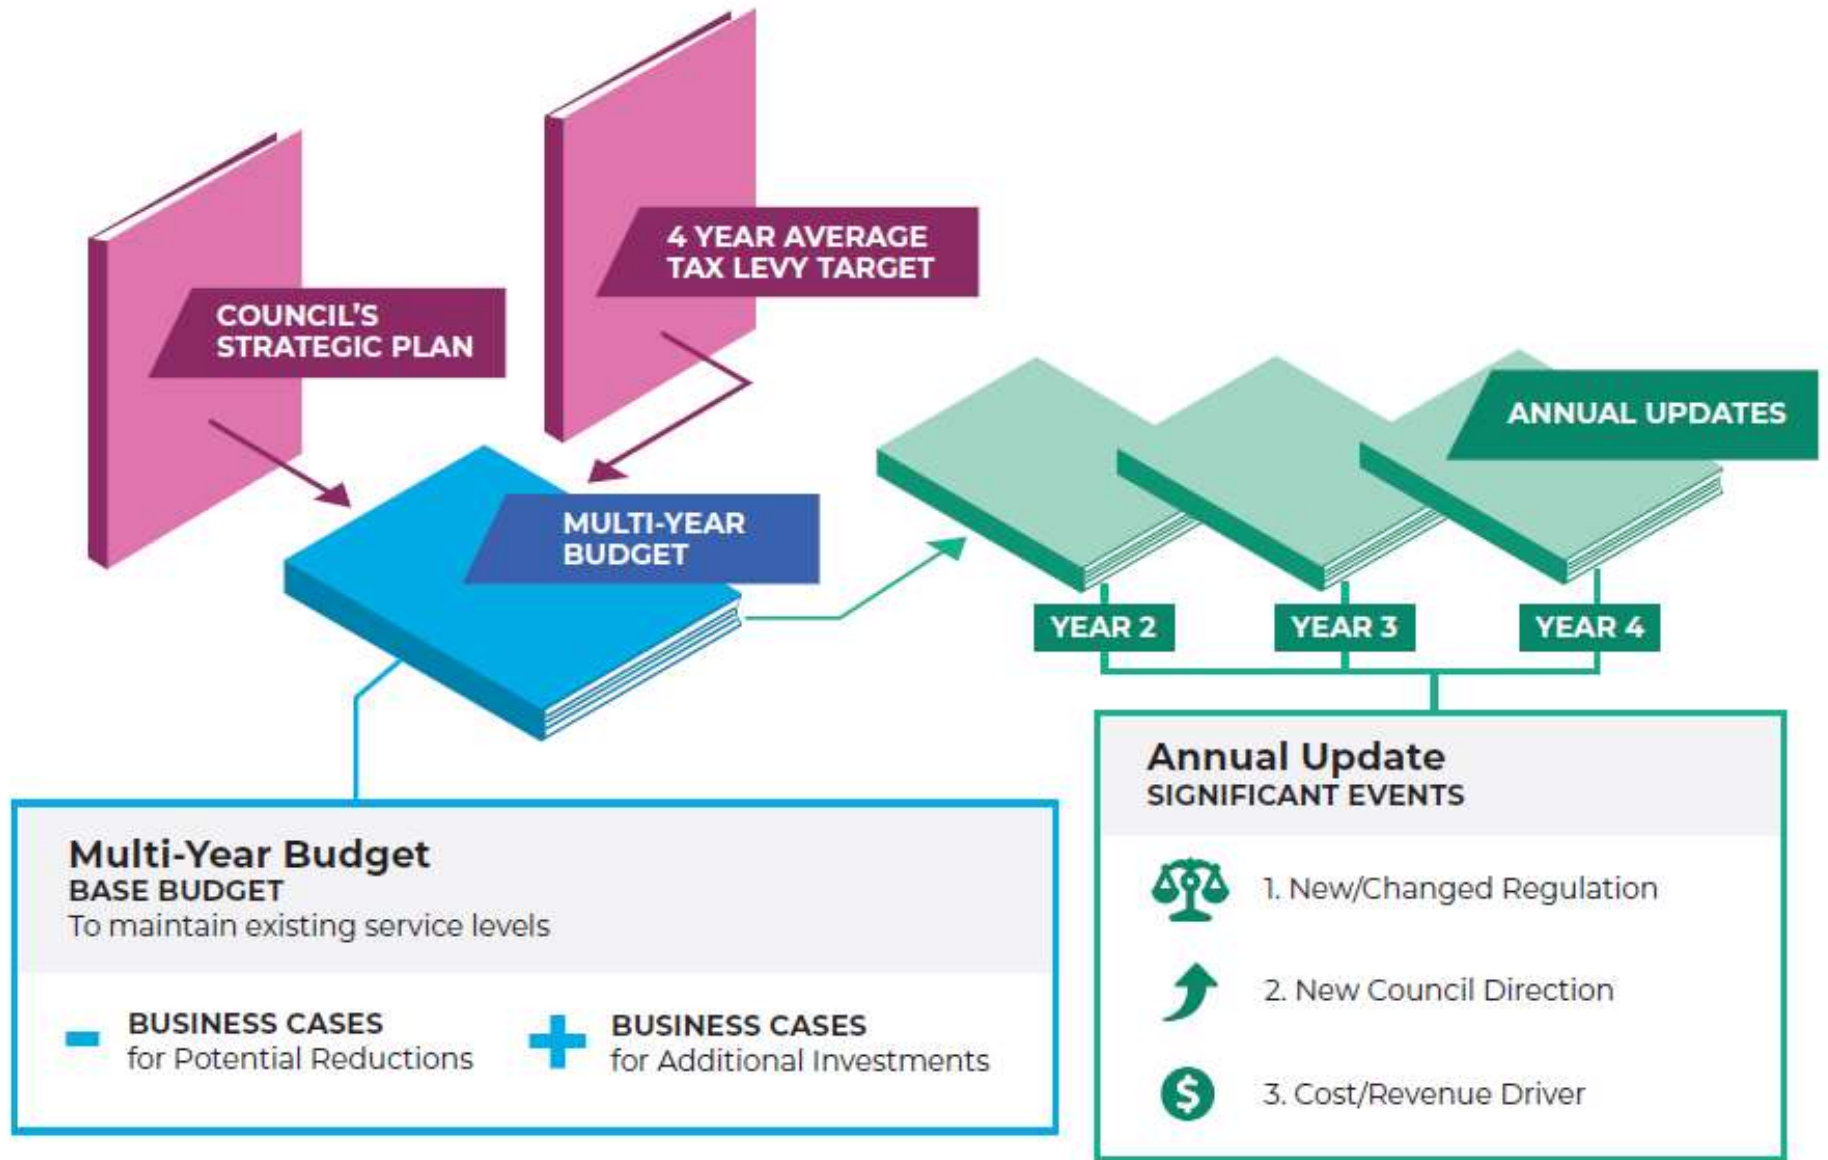 COUNCIL'S
STRATEGIC PLAN
4 YEAR AVERAGE
TAX LEVY TARGET
MULTI-YEAR
BUDGET
ANNUAL UPDATES
YEAR 2
YEAR 3
YEAR 4
Multi-Year Budget
BASE BUDGET
To maintain existing service levels
- BUSINESS CASES
for Potential Reductions
+ BUSINESS CASES
for Additional Investments
Annual Update
SIGNIFICANT EVENTS
1. New/Changed Regulation
2. New Council Direction
$ 3. Cost/Revenue Driver